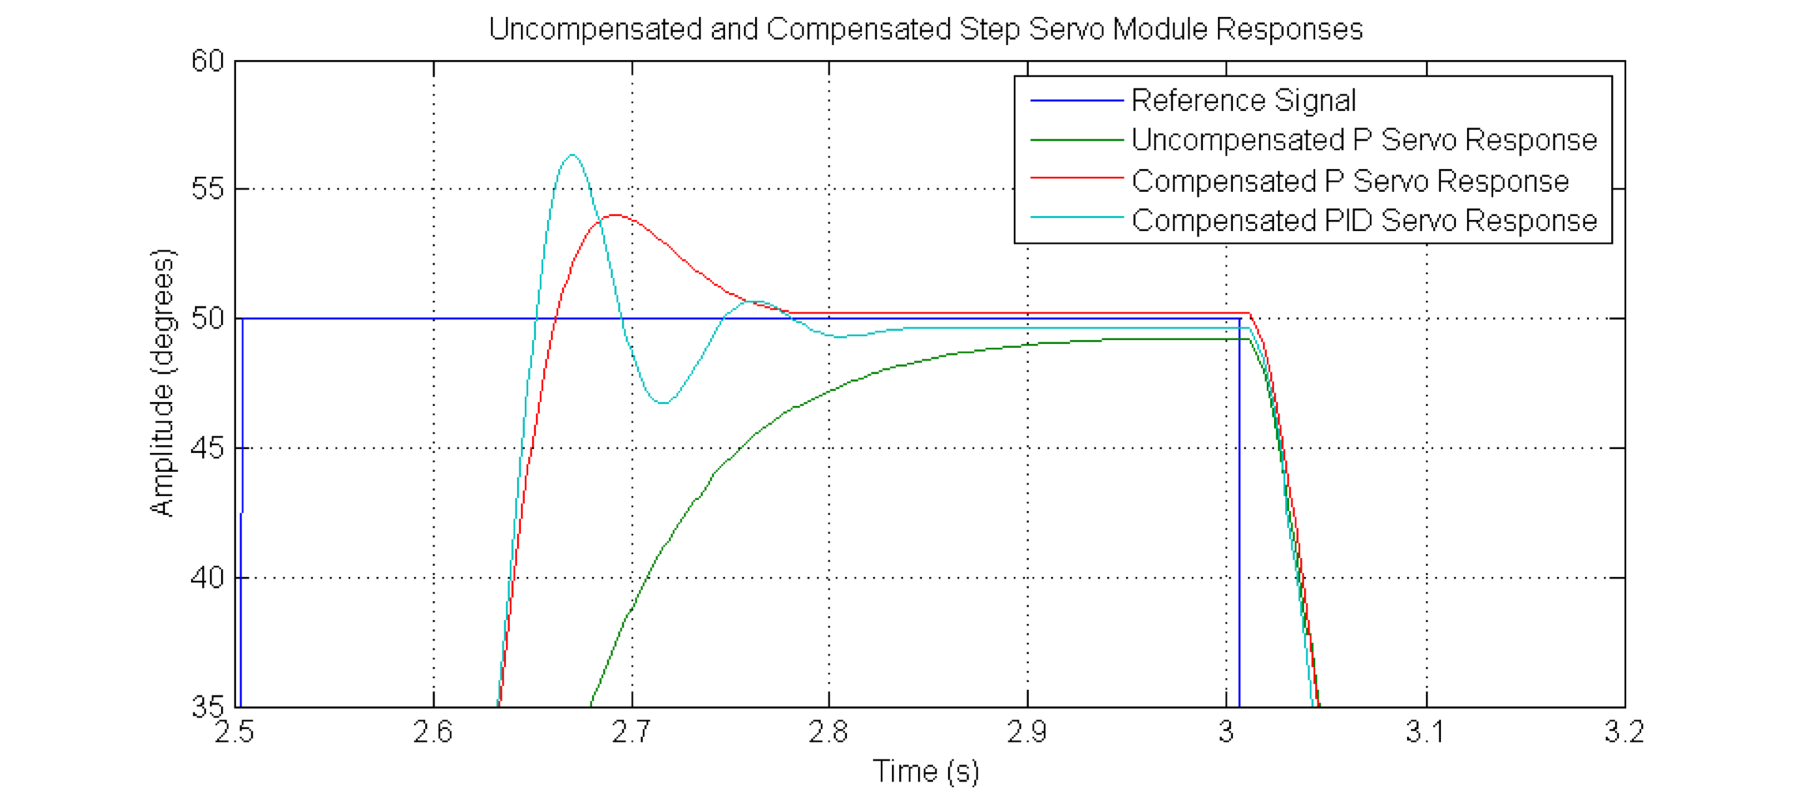 Uncompensated and Compensated Step Servo Module Responses
60
55
50
45
40
35
Amplitude (degrees)
Reference Signal
Uncompensated P Servo Response
Compensated P Servo Response
Compensated PID Servo Response
2.5 2.6 2.7 2.8 2.9 3 3.1 3.2
Time (s)